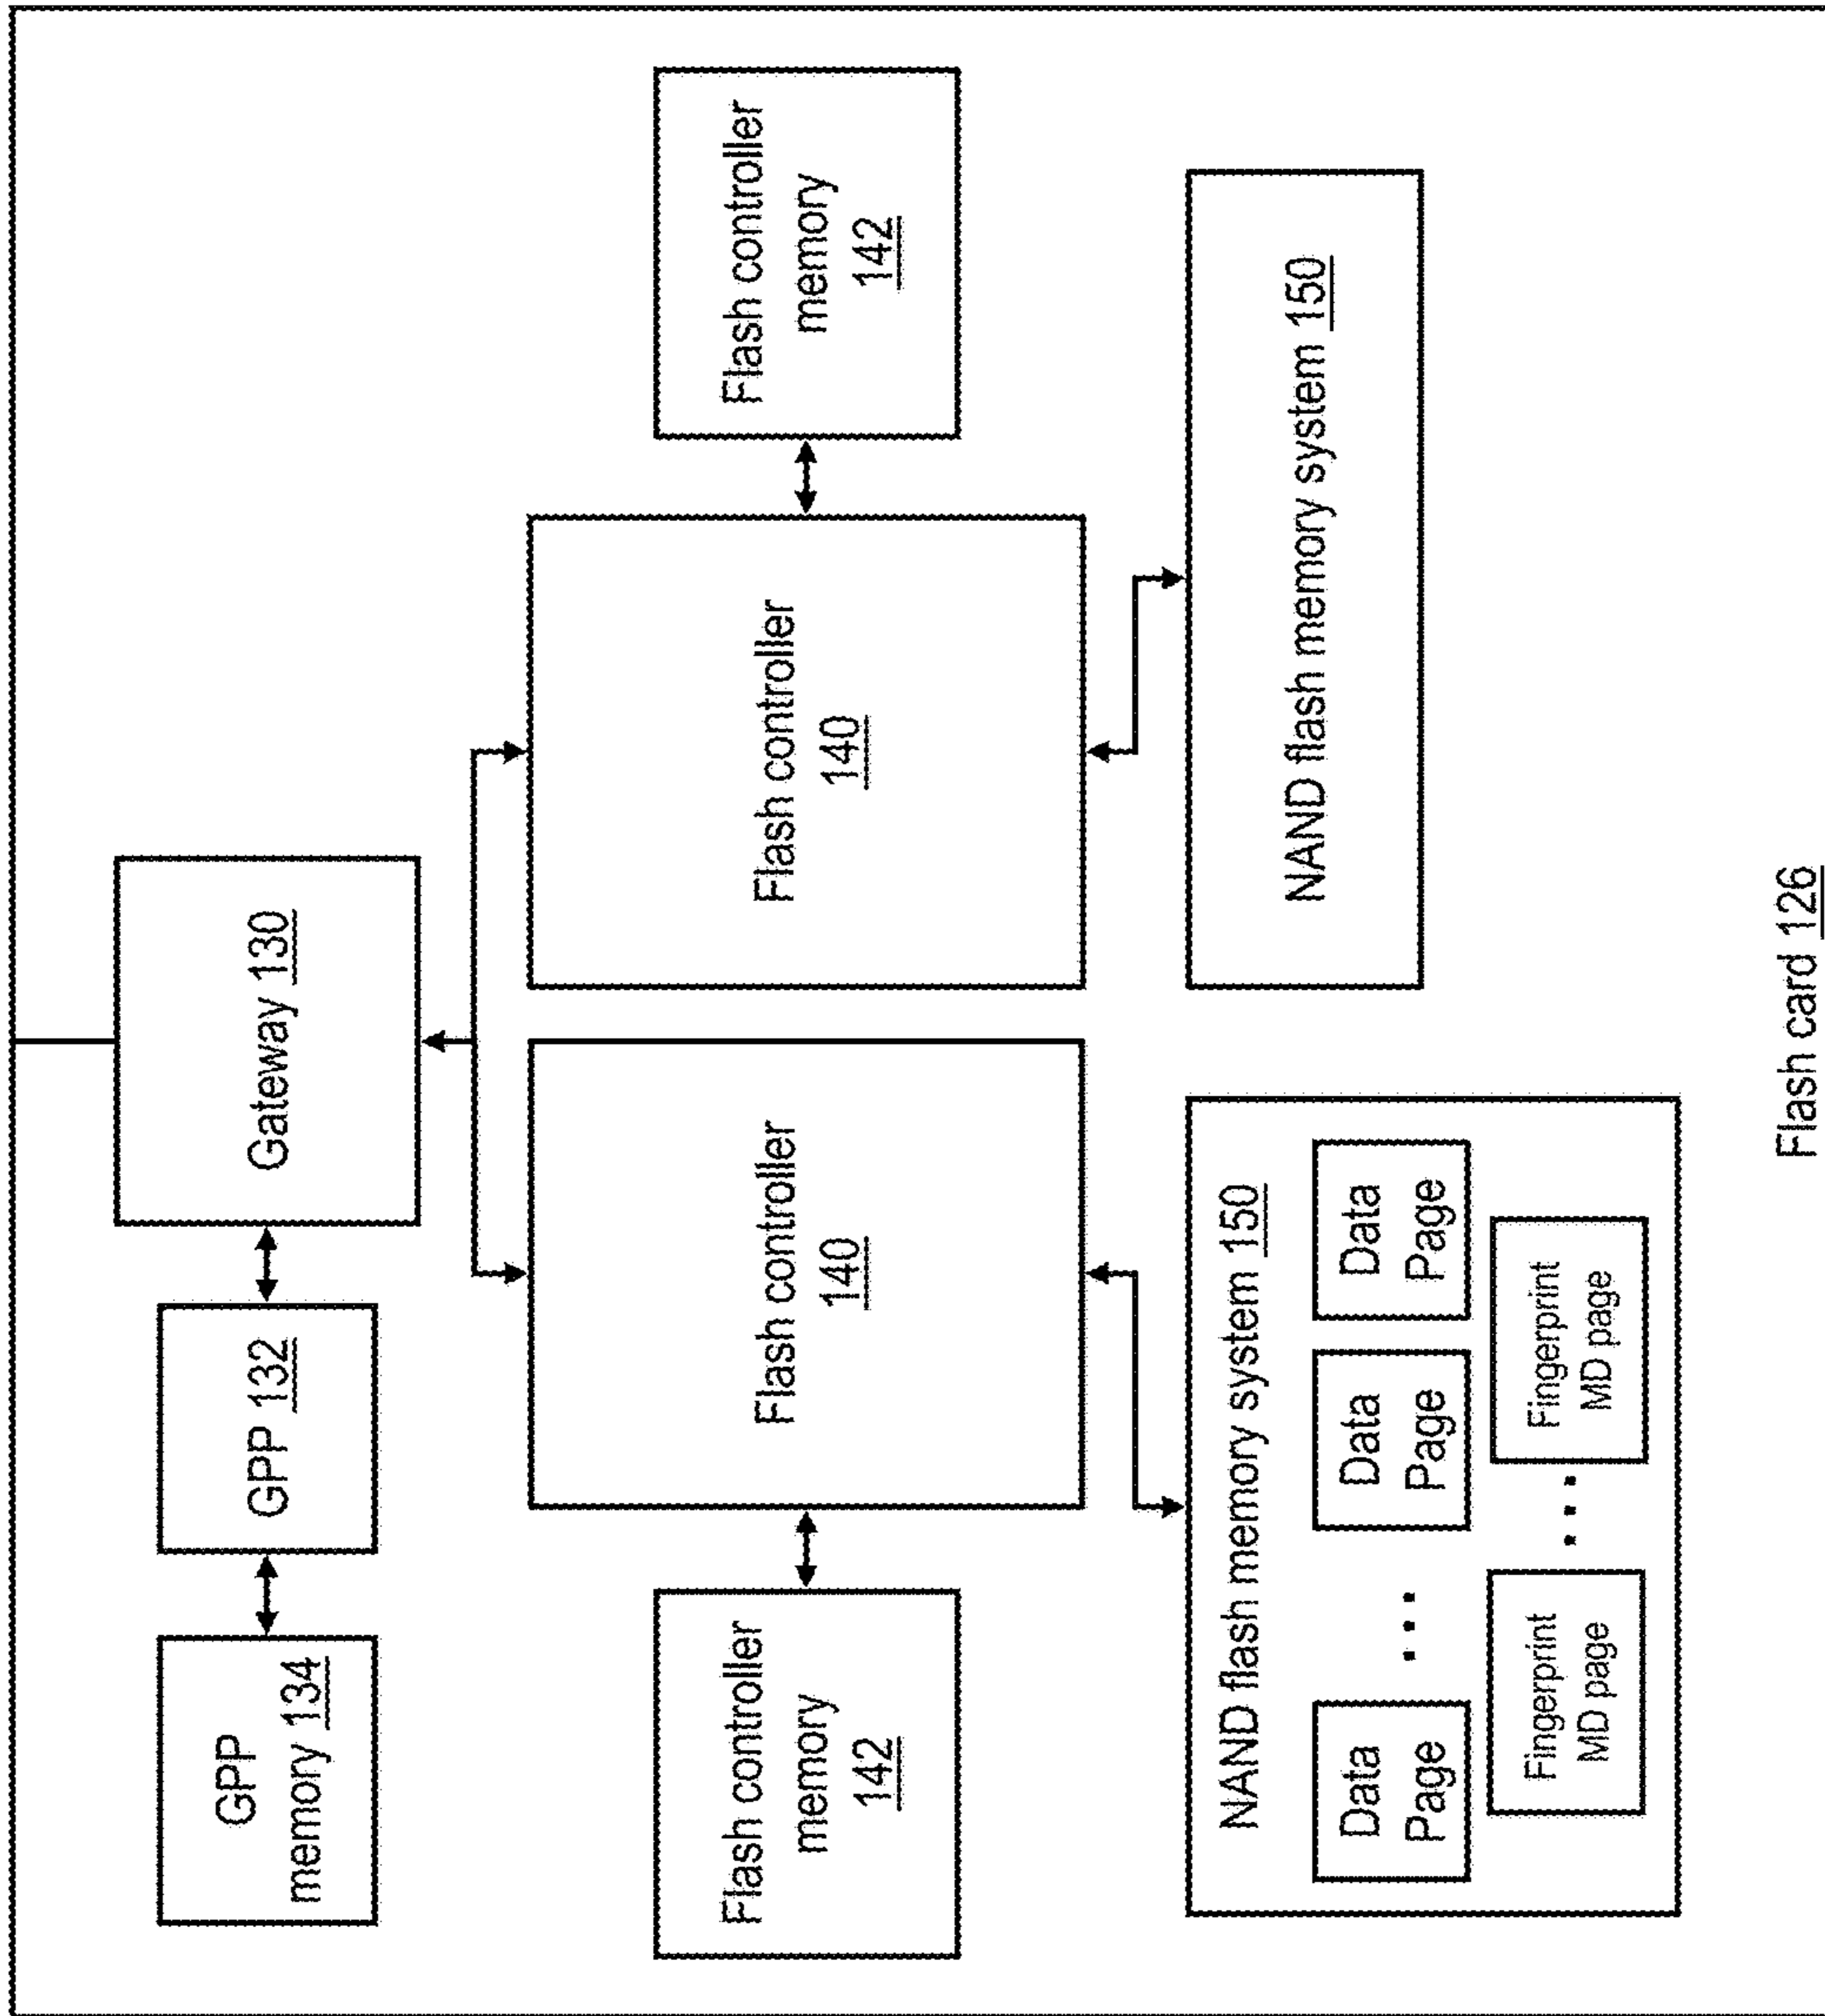 Gateway 130
GPP 132
GPP
memory 134
Flash controller
memory
142
Flash controller
140
Flash controller
140
Flash controller
memory
142
NAND flash memory system 150
Data
Page
...
Data
Page
Data
Page
Fingerprint
MD page
...
Fingerprint
MD page
NAND flash memory system 150
Flash card 126